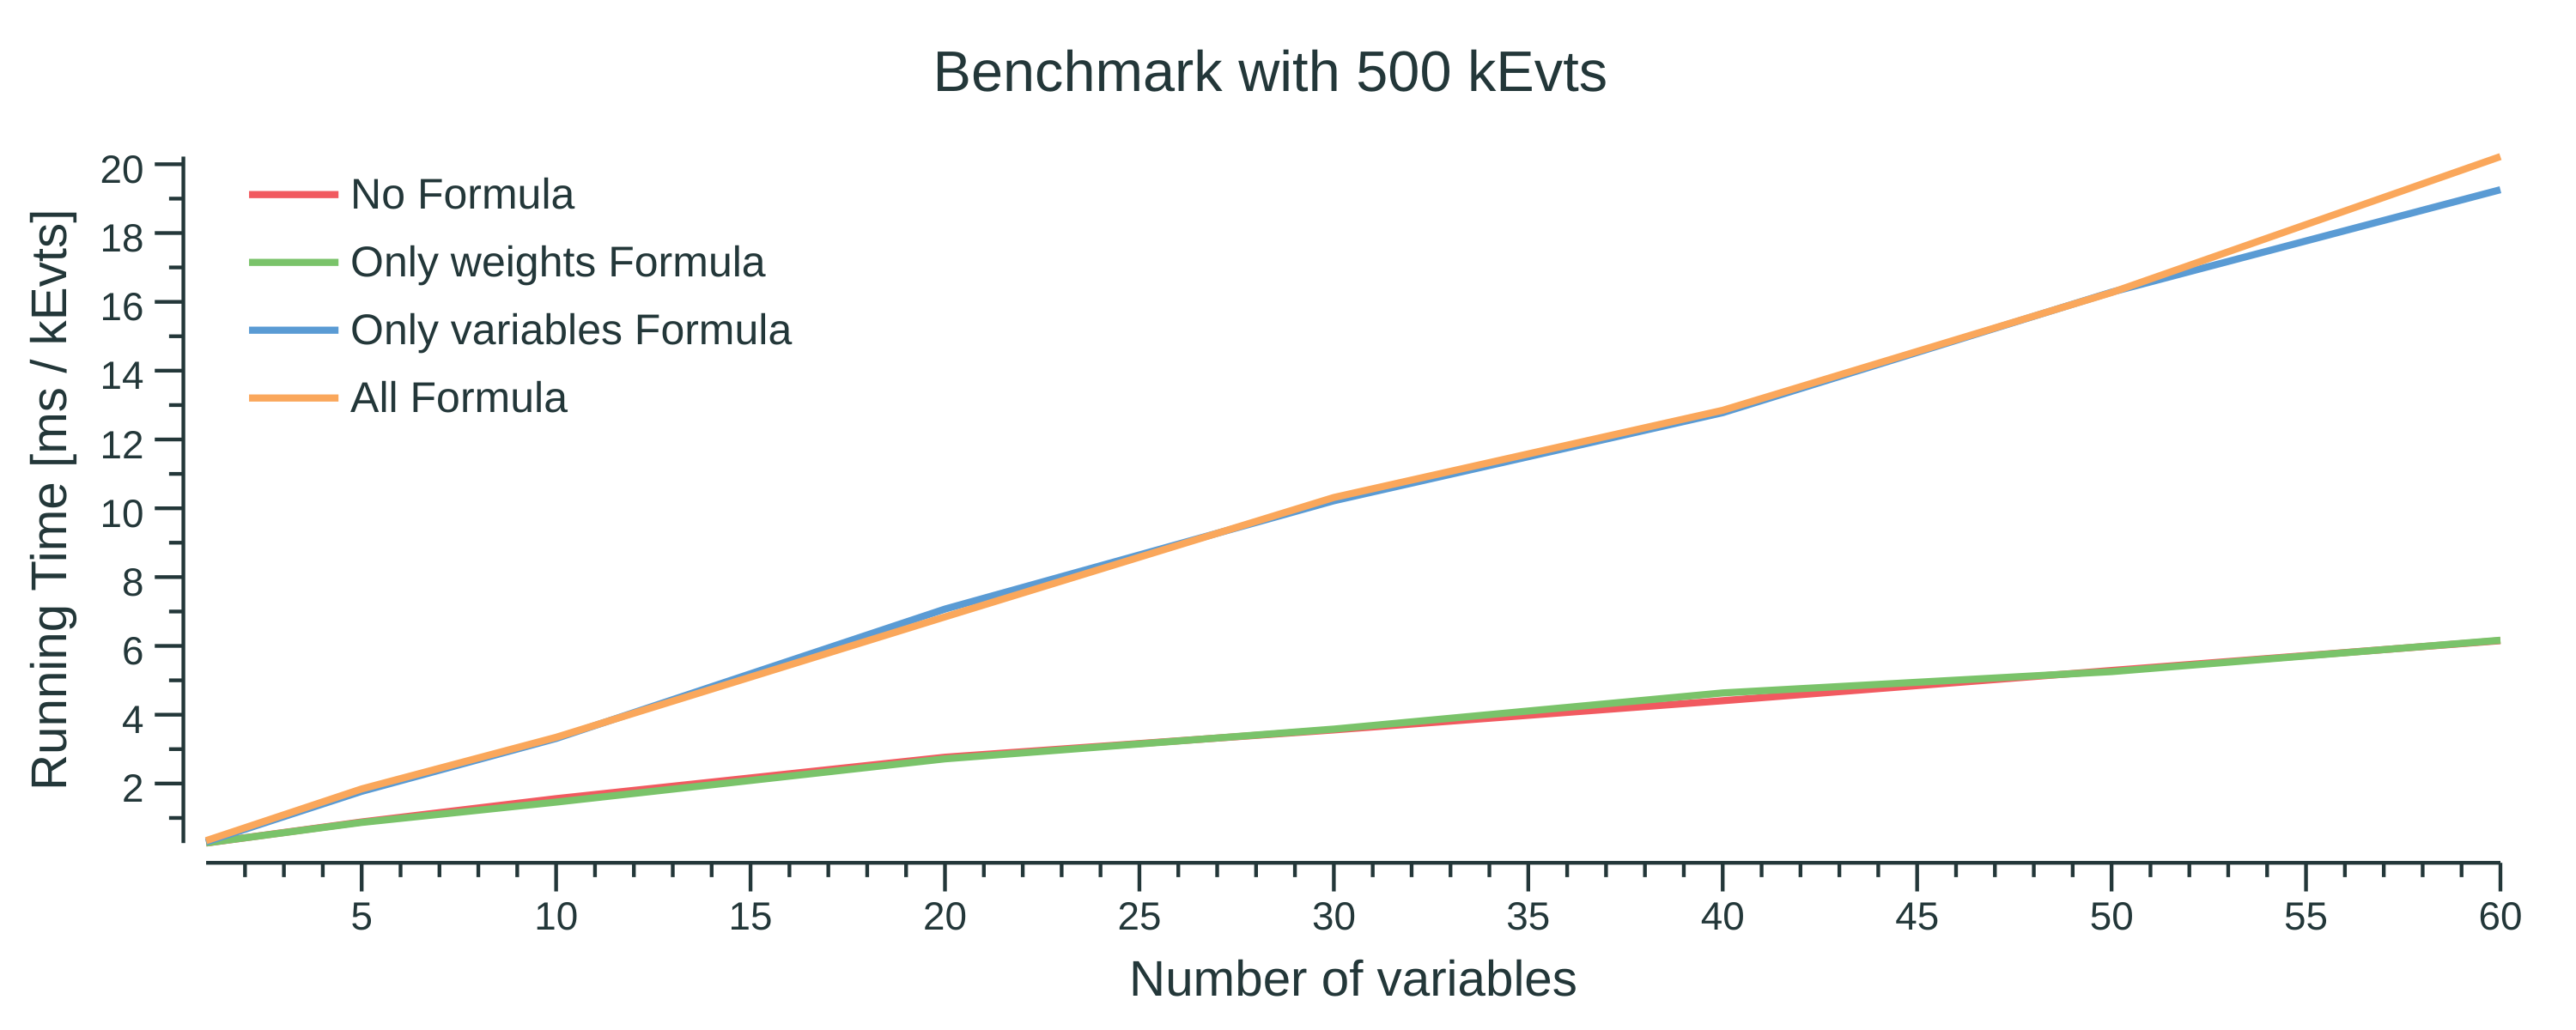 Benchmark with 500 kEvts
Running Time [ms / kEvts]
20
18
16
14
12
10
8
6
4
2
No Formula
Only weights Formula
Only variables Formula
All Formula
5 10 15 20 25 30 35 40 45 50 55 60
Number of variables